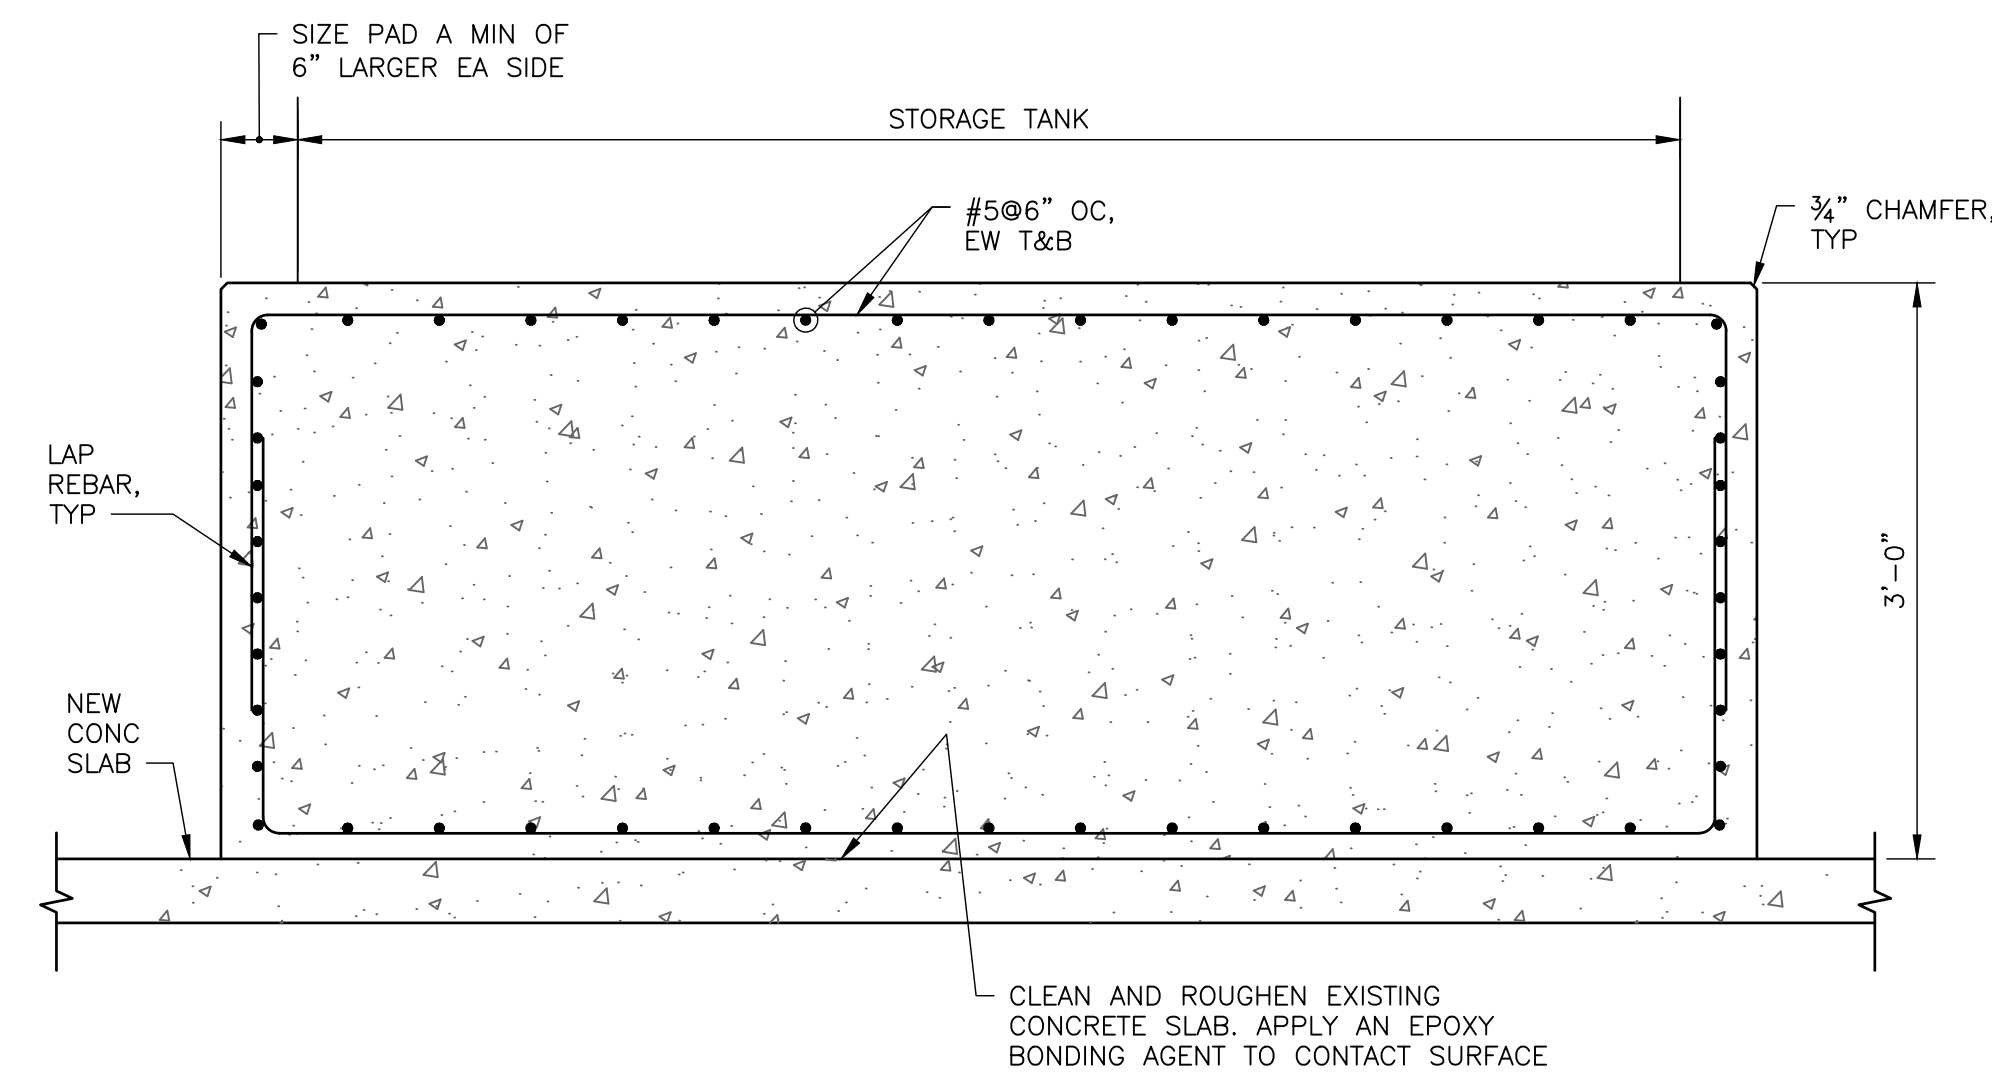 SIZE PAD A MIN OF
6” LARGER EA SIDE
STORAGE TANK
#5@6” OC,
EW T&B
¾” CHAMFER,
TYP
LAP
REBAR,
TYP
3’-0”
NEW
CONC
SLAB
CLEAN AND ROUGHEN EXISTING
CONCRETE SLAB. APPLY AN EPOXY
BONDING AGENT TO CONTACT SURFACE